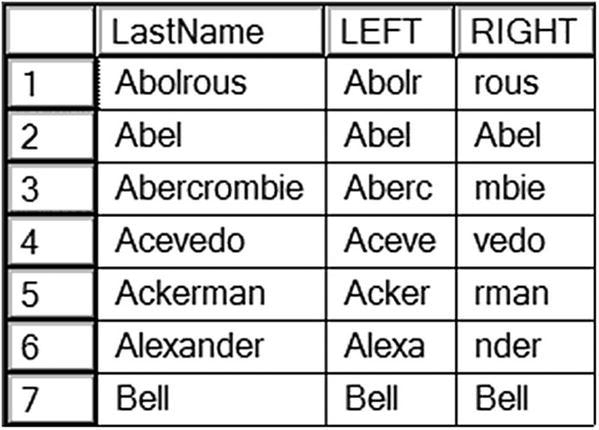 LastName LEFT RIGHT
1 Abolrous Abolr rous
2 Abel Abel Abel
3 Abercrombie Aberc mbie
4 Acevedo Aceve vedo
5 Ackerman Acker rman
6 Alexander Alexa nder
7 Bell Bell Bell